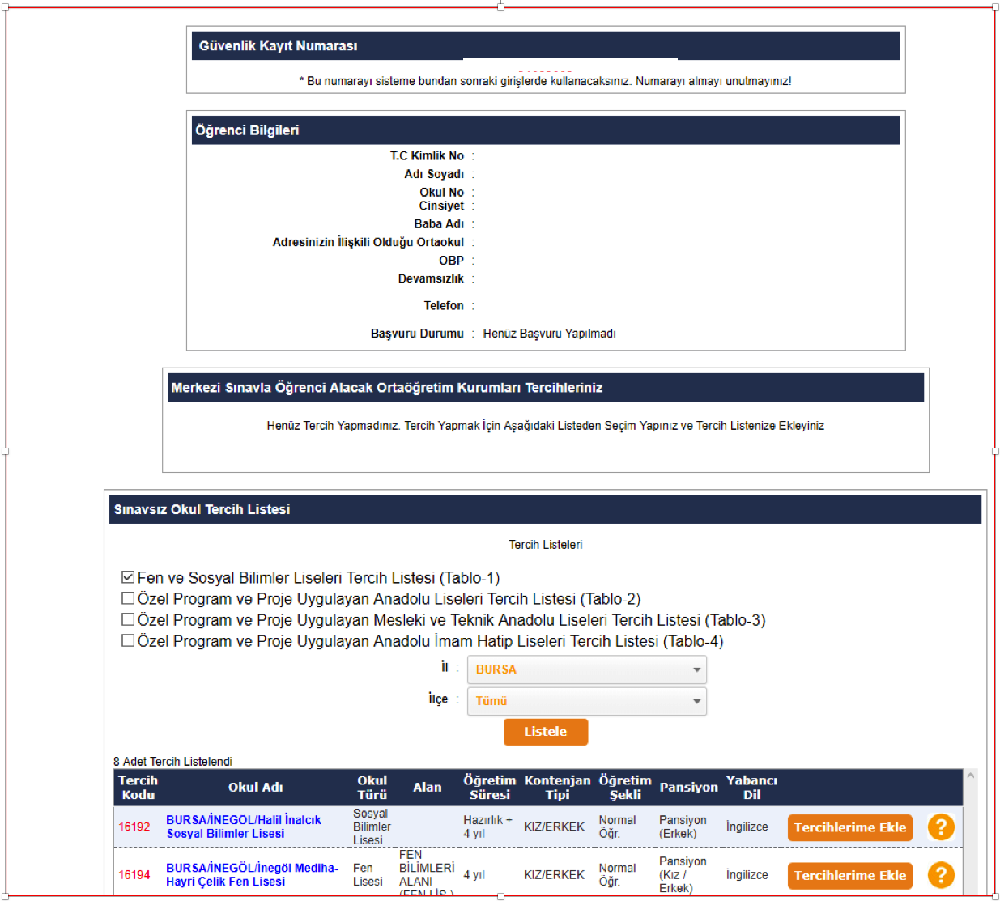 Güvenlik Kayıt Numarası
* Bu numarayı sisteme bundan sonraki girişlerde kullanacaksınız. Numarayı almayı unutmayınız!
Öğrenci Bilgileri
T.C Kimlik No :
Adı Soyadı :
Okul No :
Cinsiyet :
Baba Adı :
Adresinizin İlişkili Olduğu Ortaokul :
OBP :
Devamsızlık :
Telefon :
Başvuru Durumu : Henüz Başvuru Yapılmadı
Merkezi Sınavla Öğrenci Alacak Ortaöğretim Kurumları Tercihleriniz
Henüz Tercih Yapmadınız. Tercih Yapmak İçin Aşağıdaki Listeden Seçim Yapınız ve Tercih Listenize Ekleyiniz
Sınavsız Okul Tercih Listesi
Tercih Listeleri
Fen ve Sosyal Bilimler Liseleri Tercih Listesi (Tablo-1)
Özel Program ve Proje Uygulayan Anadolu Liseleri Tercih Listesi (Tablo-2)
Özel Program ve Proje Uygulayan Mesleki ve Teknik Anadolu Liseleri Tercih Listesi (Tablo-3)
Özel Program ve Proje Uygulayan Anadolu İmam Hatip Liseleri Tercih Listesi (Tablo-4)
İl : BURSA
İlçe : Tümü
Listele
8 Adet Tercih Listelendi
Tercih Kodu Okul Adı Okul Türü Alan Öğretim Süresi Kontenjan Tipi Öğretim Şekli Pansiyon Yabancı Dil
16192 BURSA/İNEGÖL/Halil İnalcık Sosyal Bilimler Lisesi Sosyal Bilimler Lisesi Hazırlık + 4 yıl KIZ/ERKEK Normal Öğr. Pansiyon (Erkek) İngilizce Tercihlerime Ekle ?
16194 BURSA/İNEGÖL/İnegöl Mediha-Hayri Çelik Fen Lisesi Fen Lisesi FEN BİLİMLERİ ALANI (FEN LİS.) 4 yıl KIZ/ERKEK Normal Öğr. Pansiyon (Kız / Erkek) İngilizce Tercihlerime Ekle ?